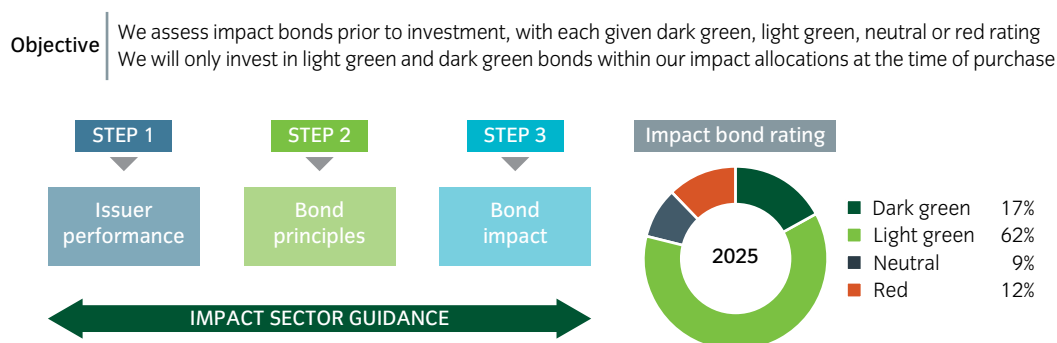 Objective
We assess impact bonds prior to investment, with each given dark green, light green, neutral or red rating
We will only invest in light green and dark green bonds within our impact allocations at the time of purchase
STEP 1
STEP 2
STEP 3
Impact bond rating
Issuer
performance
Bond
principles
Bond
impact
IMPACT SECTOR GUIDANCE
2025
Dark green 17%
Light green 62%
Neutral 9%
Red 12%